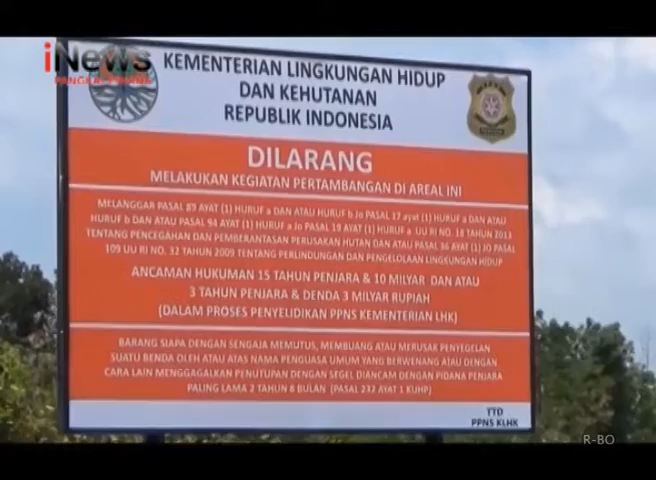 iNews
KEMENTERIAN LINGKUNGAN HIDUP
DAN KEHUTANAN
REPUBLIK INDONESIA
DILARANG
MELAKUKAN KEGIATAN PERTAMBANGAN DI AREAL INI
MELANGGAR PASAL 89 AYAT (1) HURUF a DAN ATAU HURUF b Jo PASAL 17 ayat (1) HURUF a DAN ATAU
HURUF b DAN ATAU PASAL 94 AYAT (1) HURUF a Jo PASAL 19 AYAT (1) HURUF a UU RI NO. 18 TAHUN 2013
TENTANG PENCEGAHAN DAN PEMBERANTASAN PERUSAKAN HUTAN DAN ATAU PASAL 36 AYAT (1) JO PASAL
109 UU RI NO. 32 TAHUN 2009 TENTANG PERLINDUNGAN DAN PENGELOLAAN LINGKUNGAN HIDUP
ANCAMAN HUKUMAN 15 TAHUN PENJARA & 10 MILYAR DAN ATAU
3 TAHUN PENJARA & DENDA 3 MILYAR RUPIAH
(DALAM PROSES PENYELIDIKAN PPNS KEMENTERIAN LHK)
BARANG SIAPA DENGAN SENGAJA MEMUTUS, MEMBUANG ATAU MERUSAK PENYEGELAN
SUATU BENDA OLEH ATAU ATAS NAMA PENGUASA UMUM YANG BERWENANG ATAU DENGAN
CARA LAIN MENGGAGALKAN PENUTUPAN DENGAN SEGEL DIANCAM DENGAN PIDANA PENJARA
PALING LAMA 2 TAHUN 8 BULAN (PASAL 232 AYAT 1 KUHP)
TTD
PPNS KLHK
R-BO